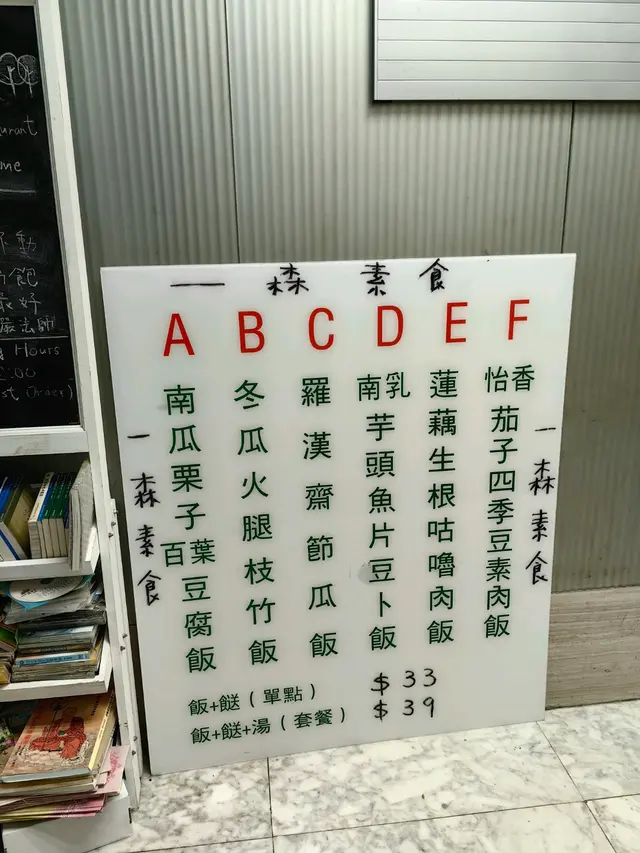 Hours
一森素食
A B C D E F
南瓜栗子百葉豆腐飯
冬瓜火腿枝竹飯
羅漢齋節瓜飯
南乳芋頭魚片豆卜飯
蓮藕生根咕嚕肉飯
怡香茄子四季豆素肉飯
一森素食
一森素食
飯+餸（單點） $33
飯+餸+湯（套餐） $39